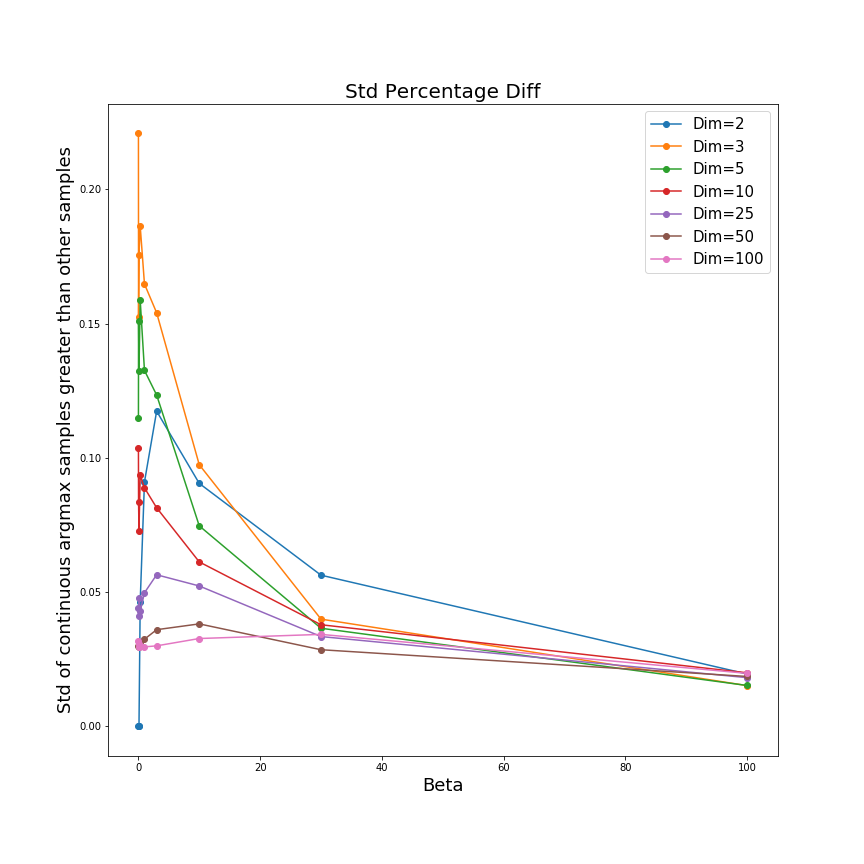 Std Percentage Diff
Std of continuous argmax samples greater than other samples
0.20
0.15
0.10
0.05
0.00
Dim=2
Dim=3
Dim=5
Dim=10
Dim=25
Dim=50
Dim=100
0
20
40
60
80
100
Beta